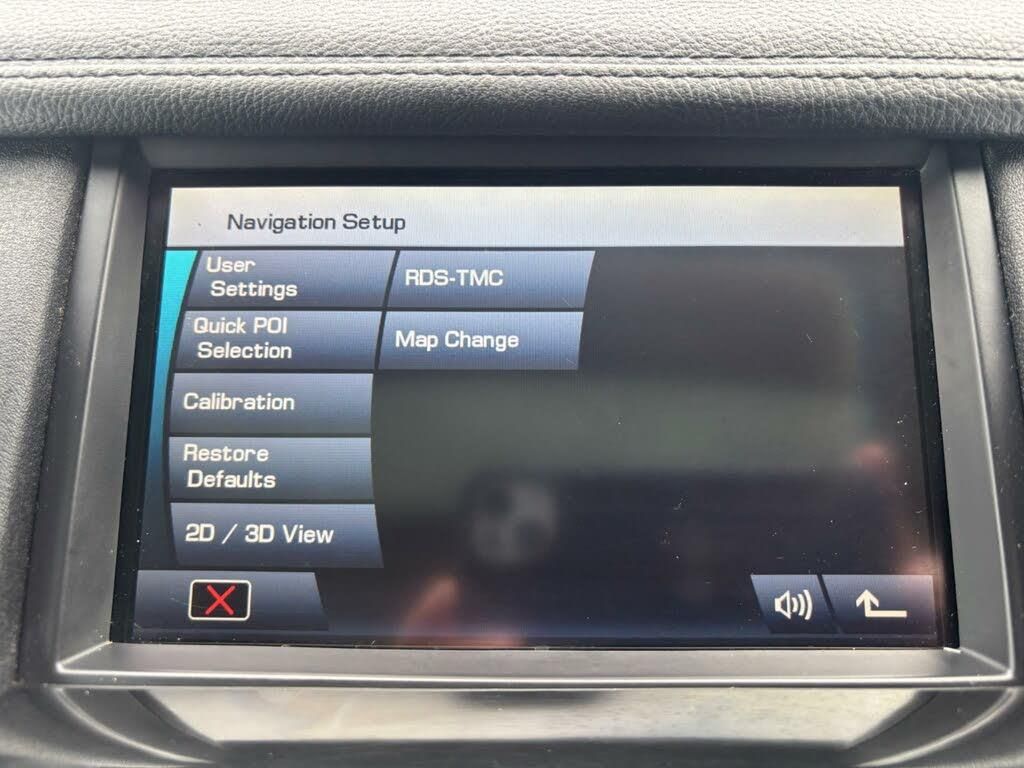 Navigation Setup
User
Settings
RDS-TMC
Quick POI
Selection
Map Change
Calibration
Restore
Defaults
2D / 3D View